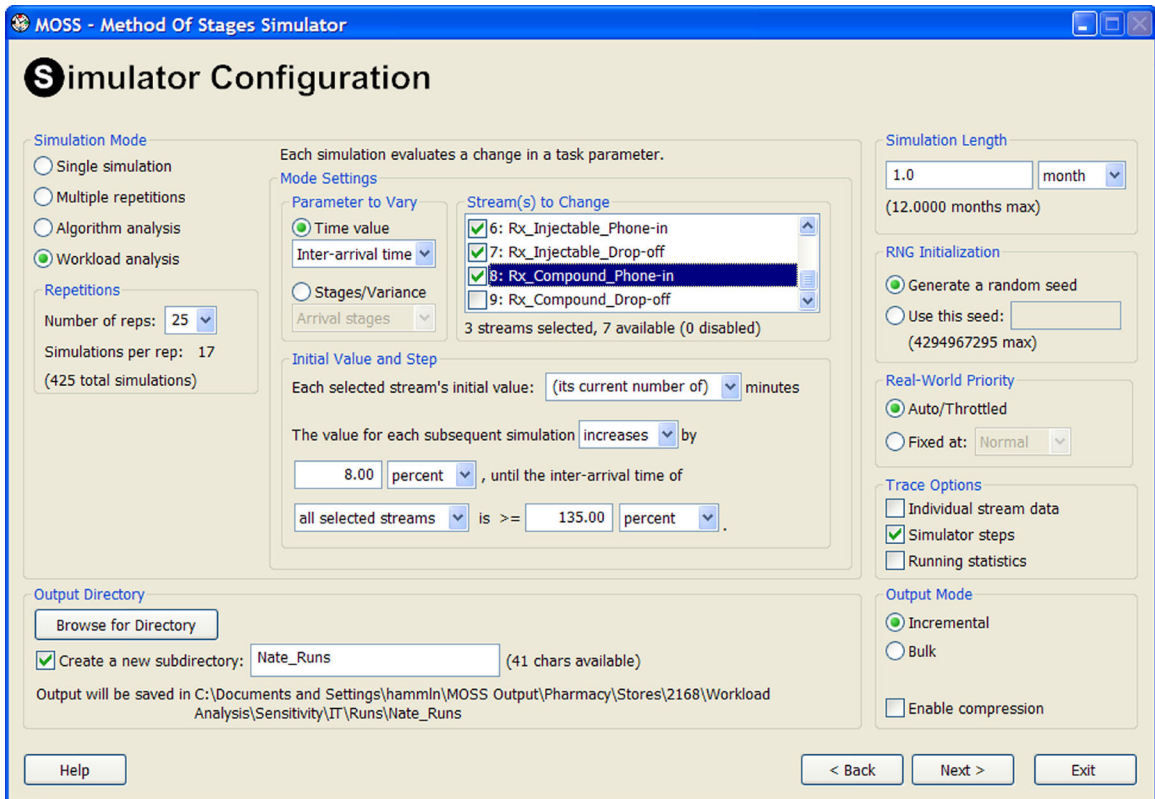 MOSS - Method Of Stages Simulator
Simulator Configuration
Simulation Mode
Single simulation
Multiple repetitions
Algorithm analysis
Workload analysis
Repetitions
Number of reps: 25
Simulations per rep: 17
(425 total simulations)
Each simulation evaluates a change in a task parameter.
Mode Settings
Parameter to Vary
Time value
Inter-arrival time
Stages/Variance
Arrival stages
Stream(s) to Change
6: Rx_Injectable_Phone-in
7: Rx_Injectable_Drop-off
8: Rx_Compound_Phone-in
9: Rx_Compound_Drop-off
3 streams selected, 7 available (0 disabled)
Initial Value and Step
Each selected stream's initial value: (its current number of) minutes
The value for each subsequent simulation increases by
8.00 percent , until the inter-arrival time of
all selected streams is >= 135.00 percent .
Simulation Length
1.0 month
(12.0000 months max)
RNG Initialization
Generate a random seed
Use this seed:
(4294967295 max)
Real-World Priority
Auto/Throttled
Fixed at: Normal
Trace Options
Individual stream data
Simulator steps
Running statistics
Output Directory
Browse for Directory
Create a new subdirectory: Nate_Runs (41 chars available)
Output will be saved in C:\Documents and Settings\hammln\MOSS Output\Pharmacy\Stores\2168\Workload
Analysis\Sensitivity\IT\Runs\Nate_Runs
Output Mode
Incremental
Bulk
Enable compression
Help
< Back
Next >
Exit